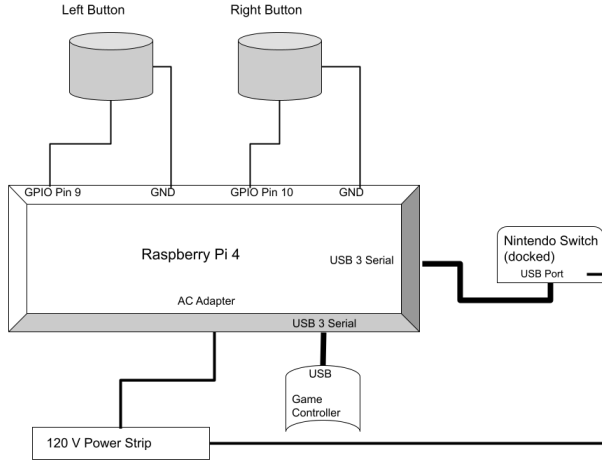 Left Button
Right Button
GPIO Pin 9
GND
GPIO Pin 10
GND
Raspberry Pi 4
USB 3 Serial
Nintendo Switch
(docked)
USB Port
AC Adapter
USB 3 Serial
USB
Game
Controller
120 V Power Strip